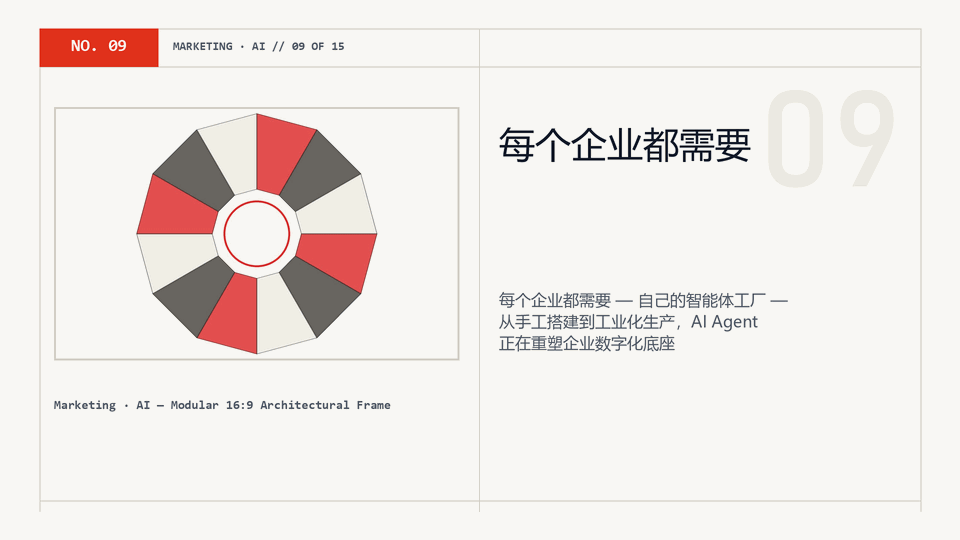 NO. 09
MARKETING · AI // 09 OF 15
09
每个企业都需要
每个企业都需要 — 自己的智能体工厂 —
从手工搭建到工业化生产，AI Agent
正在重塑企业数字化底座
Marketing · AI — Modular 16:9 Architectural Frame